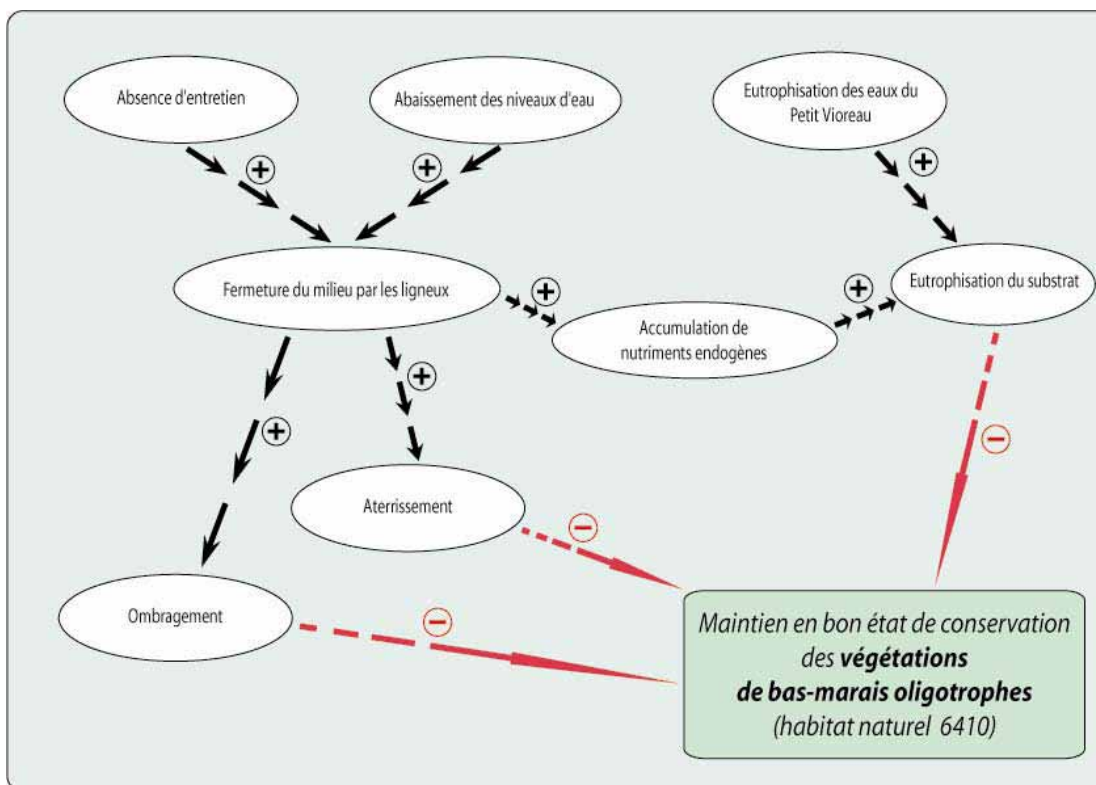 Absence d'entretien
Abaissement des niveaux d'eau
Eutrophisation des eaux du
Petit Vioreau
+
+
+
Fermeture du milieu par les ligneux
+
Accumulation de
nutriments endogènes
+
Eutrophisation du substrat
+
+
−
Aterrissement
−
Ombragement
−
Maintien en bon état de conservation
des végétations
de bas-marais oligotrophes
(habitat naturel 6410)